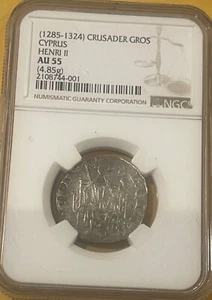 (1285-1324) CRUSADER GROS
CYPRUS
HENRI II
AU 55
(4.85g)
2108744-001
NUMISMATIC GUARANTY CORPORATION
NGC